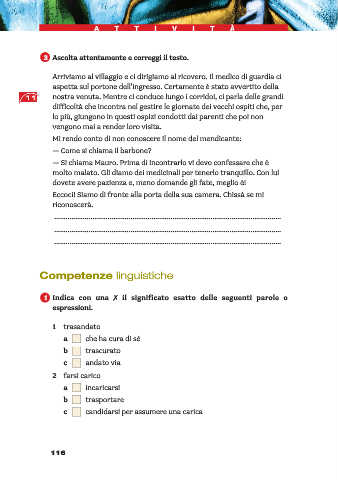 ATTIVITÀ
3 Ascolta attentamente e correggi il testo.
Arriviamo al villaggio e ci dirigiamo al ricovero. Il medico di guardia ci
aspetta sul portone dell'ingresso. Certamente è stato avvertito della
nostra venuta. Mentre ci conduce lungo i corridoi, ci parla delle grandi
difficoltà che incontra nel gestire le giornate dei vecchi ospiti che, per
lo più, giungono in questi ospizi condotti dai parenti che poi non
vengono mai a render loro visita.
Mi rendo conto di non conoscere il nome del mendicante:
— Come si chiama il barbone?
— Si chiama Mauro. Prima di incontrarlo vi devo confessare che è
molto malato. Gli diamo dei medicinali per tenerlo tranquillo. Con lui
dovete avere pazienza e, meno domande gli fate, meglio è!
Eccoci! Siamo di fronte alla porta della sua camera. Chissà se mi
riconoscerà.
Competenze linguistiche
1 Indica con una ✗ il significato esatto delle seguenti parole o
espressioni.
1 trasandato
a che ha cura di sé
b trascurato
c andato via
2 farsi carico
a incaricarsi
b trasportare
c candidarsi per assumere una carica
116